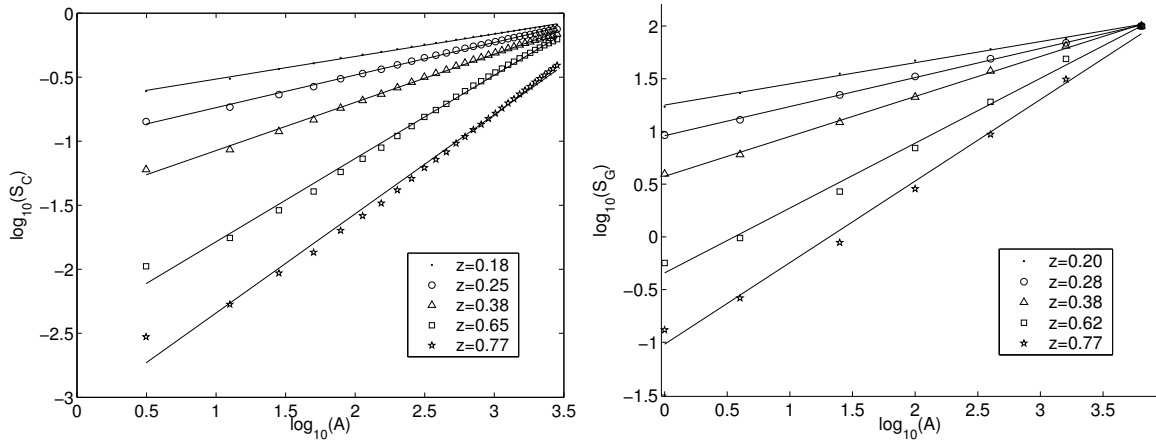 0
−0.5
−1
−1.5
−2
−2.5
−3
log10(SC)
0 0.5 1 1.5 2 2.5 3 3.5
log10(A)
z=0.18
z=0.25
z=0.38
z=0.65
z=0.77
2
1.5
1
0.5
0
−0.5
−1
−1.5
log10(SG)
0 0.5 1 1.5 2 2.5 3 3.5
log10(A)
z=0.20
z=0.28
z=0.38
z=0.62
z=0.77